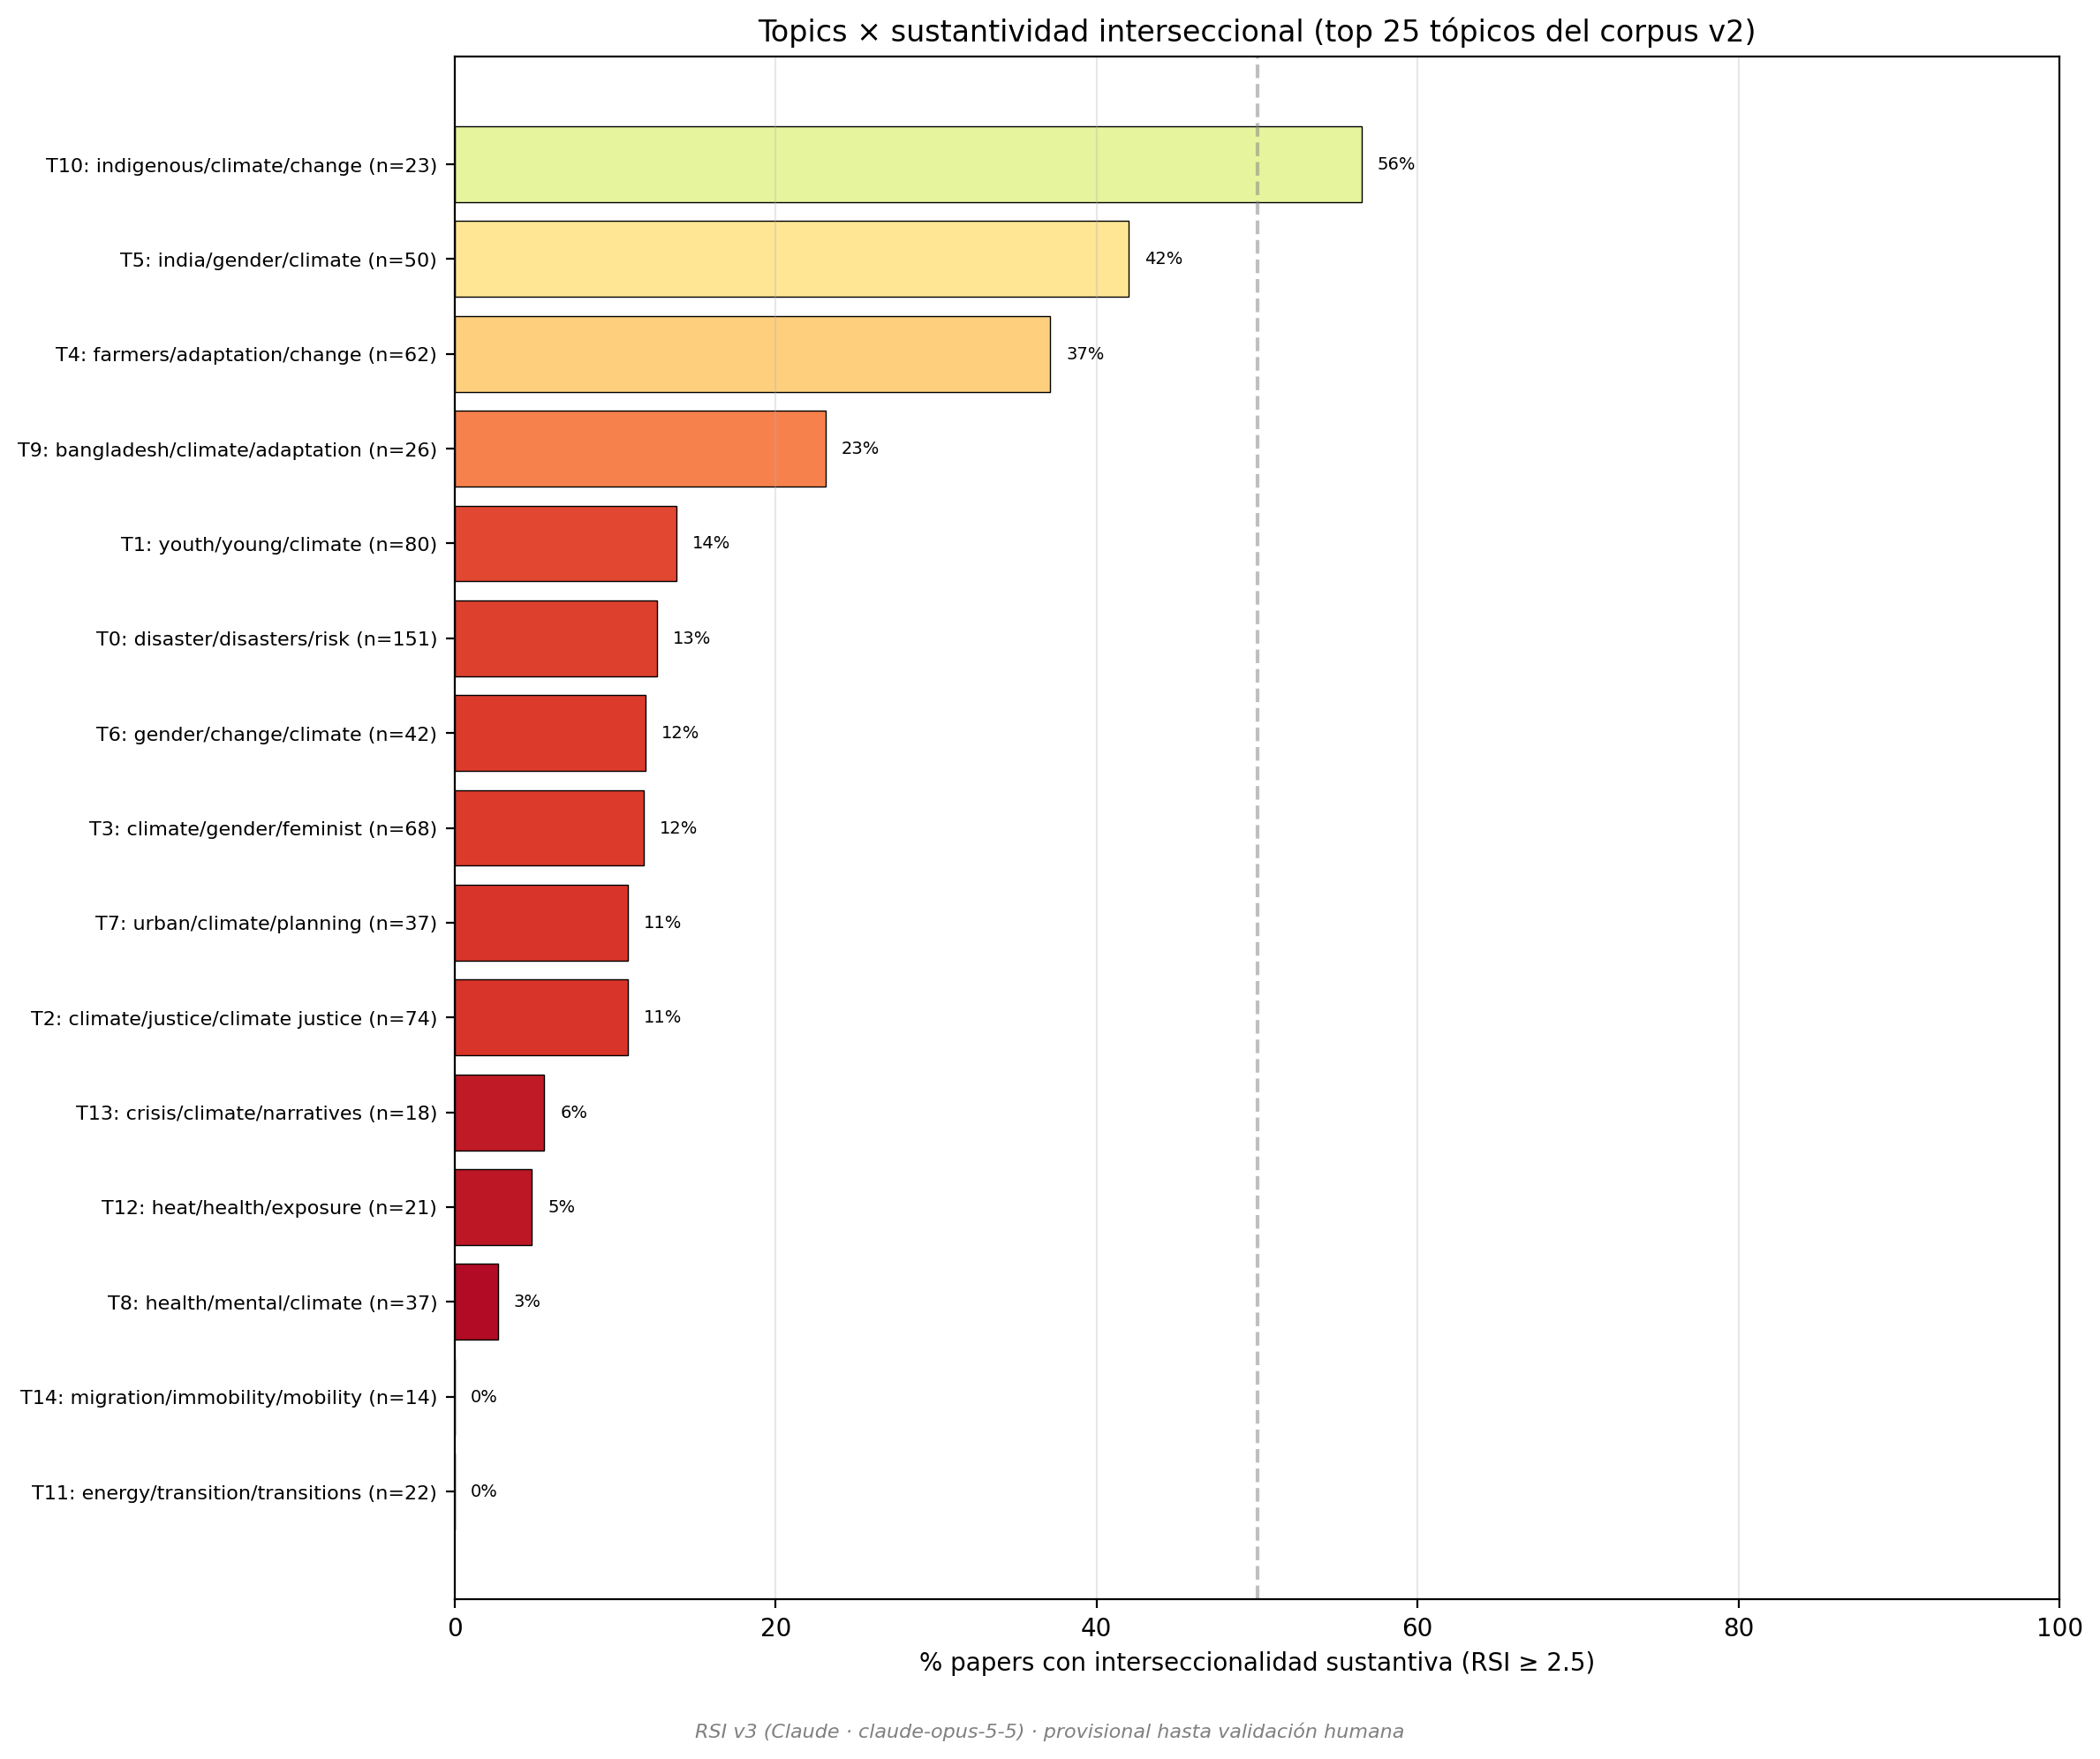 Topics × sustantividad interseccional (top 25 tópicos del corpus v2)
T10: indigenous/climate/change (n=23)
56%
T5: india/gender/climate (n=50)
42%
T4: farmers/adaptation/change (n=62)
37%
T9: bangladesh/climate/adaptation (n=26)
23%
T1: youth/young/climate (n=80)
14%
T0: disaster/disasters/risk (n=151)
13%
T6: gender/change/climate (n=42)
12%
T3: climate/gender/feminist (n=68)
12%
T7: urban/climate/planning (n=37)
11%
T2: climate/justice/climate justice (n=74)
11%
T13: crisis/climate/narratives (n=18)
6%
T12: heat/health/exposure (n=21)
5%
T8: health/mental/climate (n=37)
3%
T14: migration/immobility/mobility (n=14)
0%
T11: energy/transition/transitions (n=22)
0%
0 20 40 60 80 100
% papers con interseccionalidad sustantiva (RSI ≥ 2.5)
RSI v3 (Claude · claude-opus-5-5) · provisional hasta validación humana